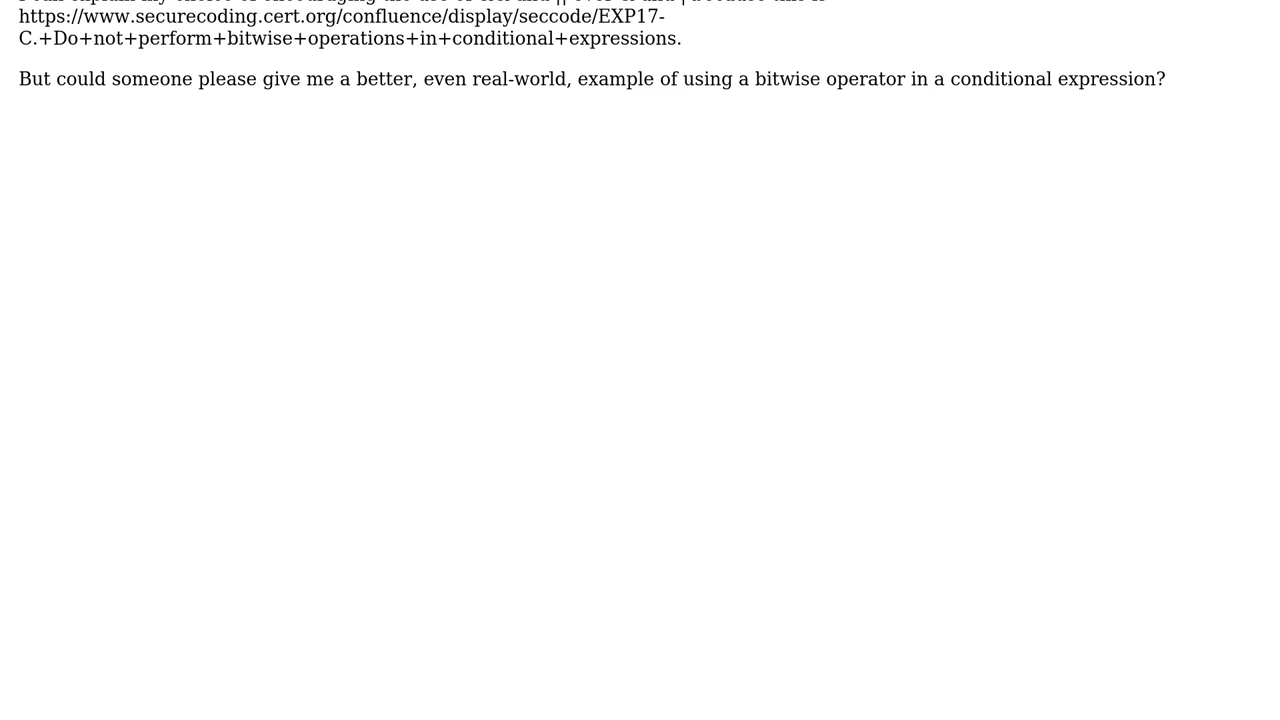 https://www.securecoding.cert.org/confluence/display/seccode/EXP17-
C.+Do+not+perform+bitwise+operations+in+conditional+expressions.
But could someone please give me a better, even real-world, example of using a bitwise operator in a conditional expression?